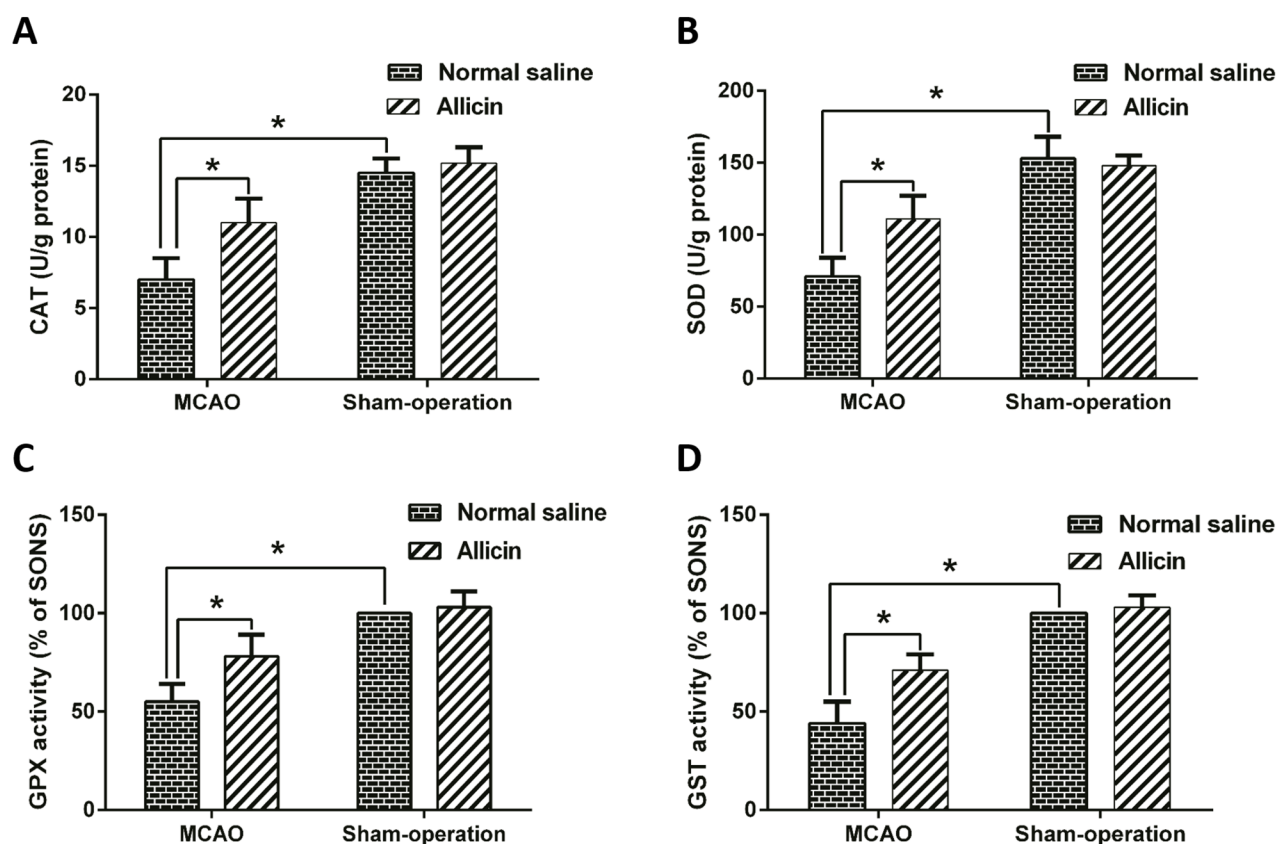 A
Normal saline
Allicin
CAT (U/g protein)
20
15
10
5
0
*
*
MCAO
Sham-operation
B
Normal saline
Allicin
SOD (U/g protein)
200
150
100
50
0
*
*
MCAO
Sham-operation
C
Normal saline
Allicin
GPX activity (% of SONS)
150
100
50
0
*
*
MCAO
Sham-operation
D
Normal saline
Allicin
GST activity (% of SONS)
150
100
50
0
*
*
MCAO
Sham-operation